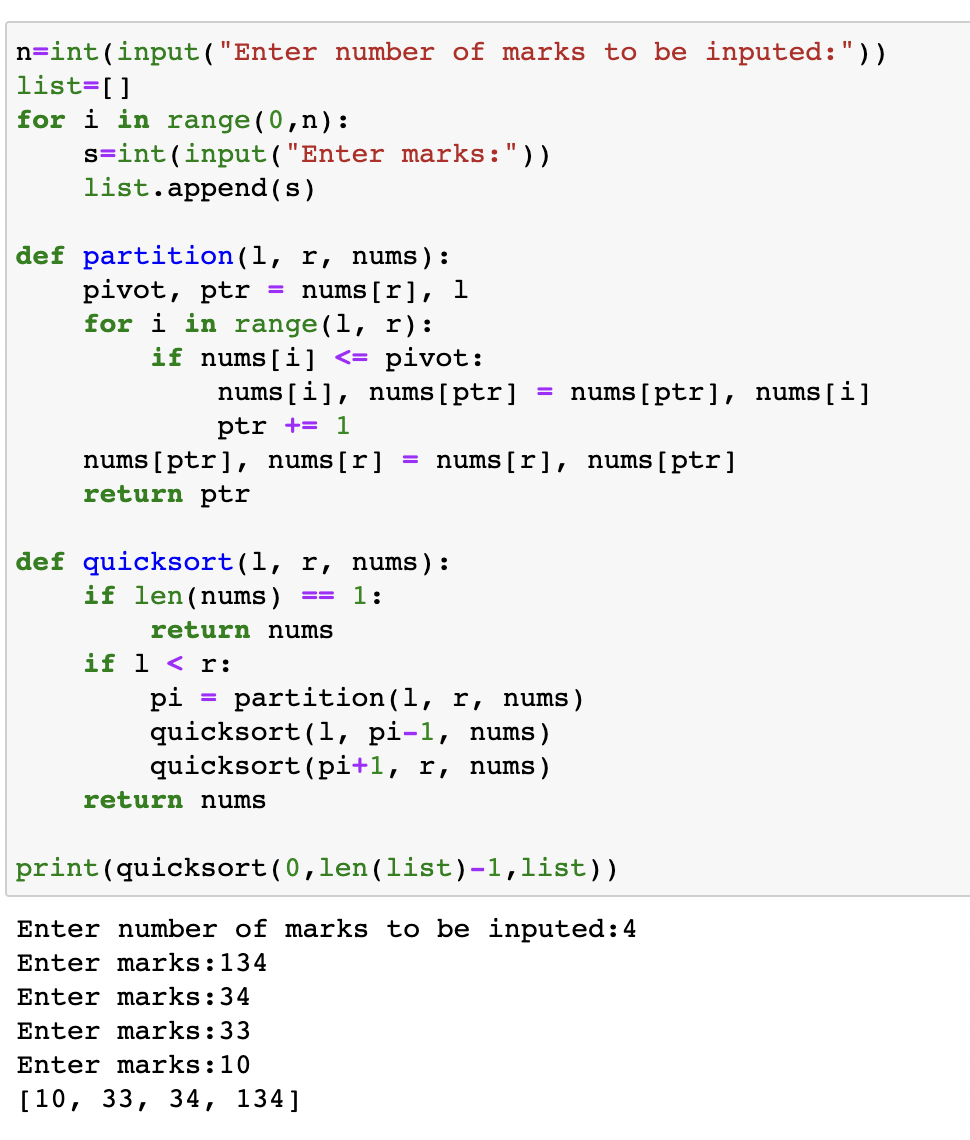 n=int(input("Enter number of marks to be inputed:"))
list=[]
for i in range(0,n):
    s=int(input("Enter marks:"))
    list.append(s)

def partition(l, r, nums):
    pivot, ptr = nums[r], l
    for i in range(l, r):
        if nums[i] <= pivot:
            nums[i], nums[ptr] = nums[ptr], nums[i]
            ptr += 1
    nums[ptr], nums[r] = nums[r], nums[ptr]
    return ptr

def quicksort(l, r, nums):
    if len(nums) == 1:
        return nums
    if l < r:
        pi = partition(l, r, nums)
        quicksort(l, pi-1, nums)
        quicksort(pi+1, r, nums)
    return nums

print(quicksort(0,len(list)-1,list))
Enter number of marks to be inputed:4
Enter marks:134
Enter marks:34
Enter marks:33
Enter marks:10
[10, 33, 34, 134]